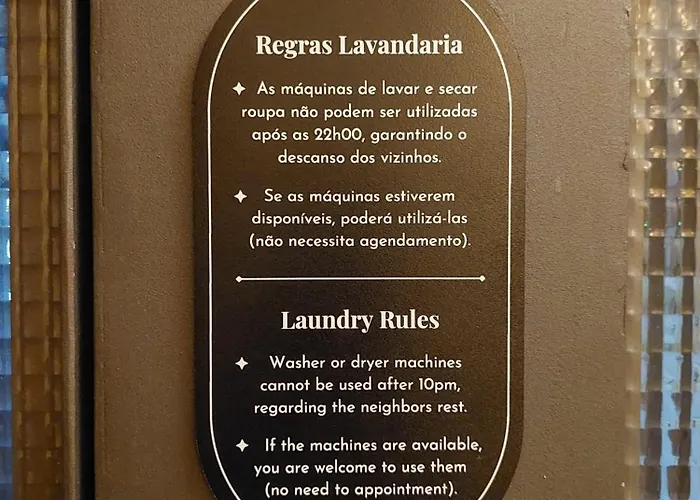 Regras Lavandaria
✦ As máquinas de lavar e secar
roupa não podem ser utilizadas
após as 22h00, garantindo o
descanso dos vizinhos.
✦ Se as máquinas estiverem
disponíveis, poderá utilizá-las
(não necessita agendamento).
Laundry Rules
✦ Washer or dryer machines
cannot be used after 10pm,
regarding the neighbors rest.
✦ If the machines are available,
you are welcome to use them
(no need to appointment).